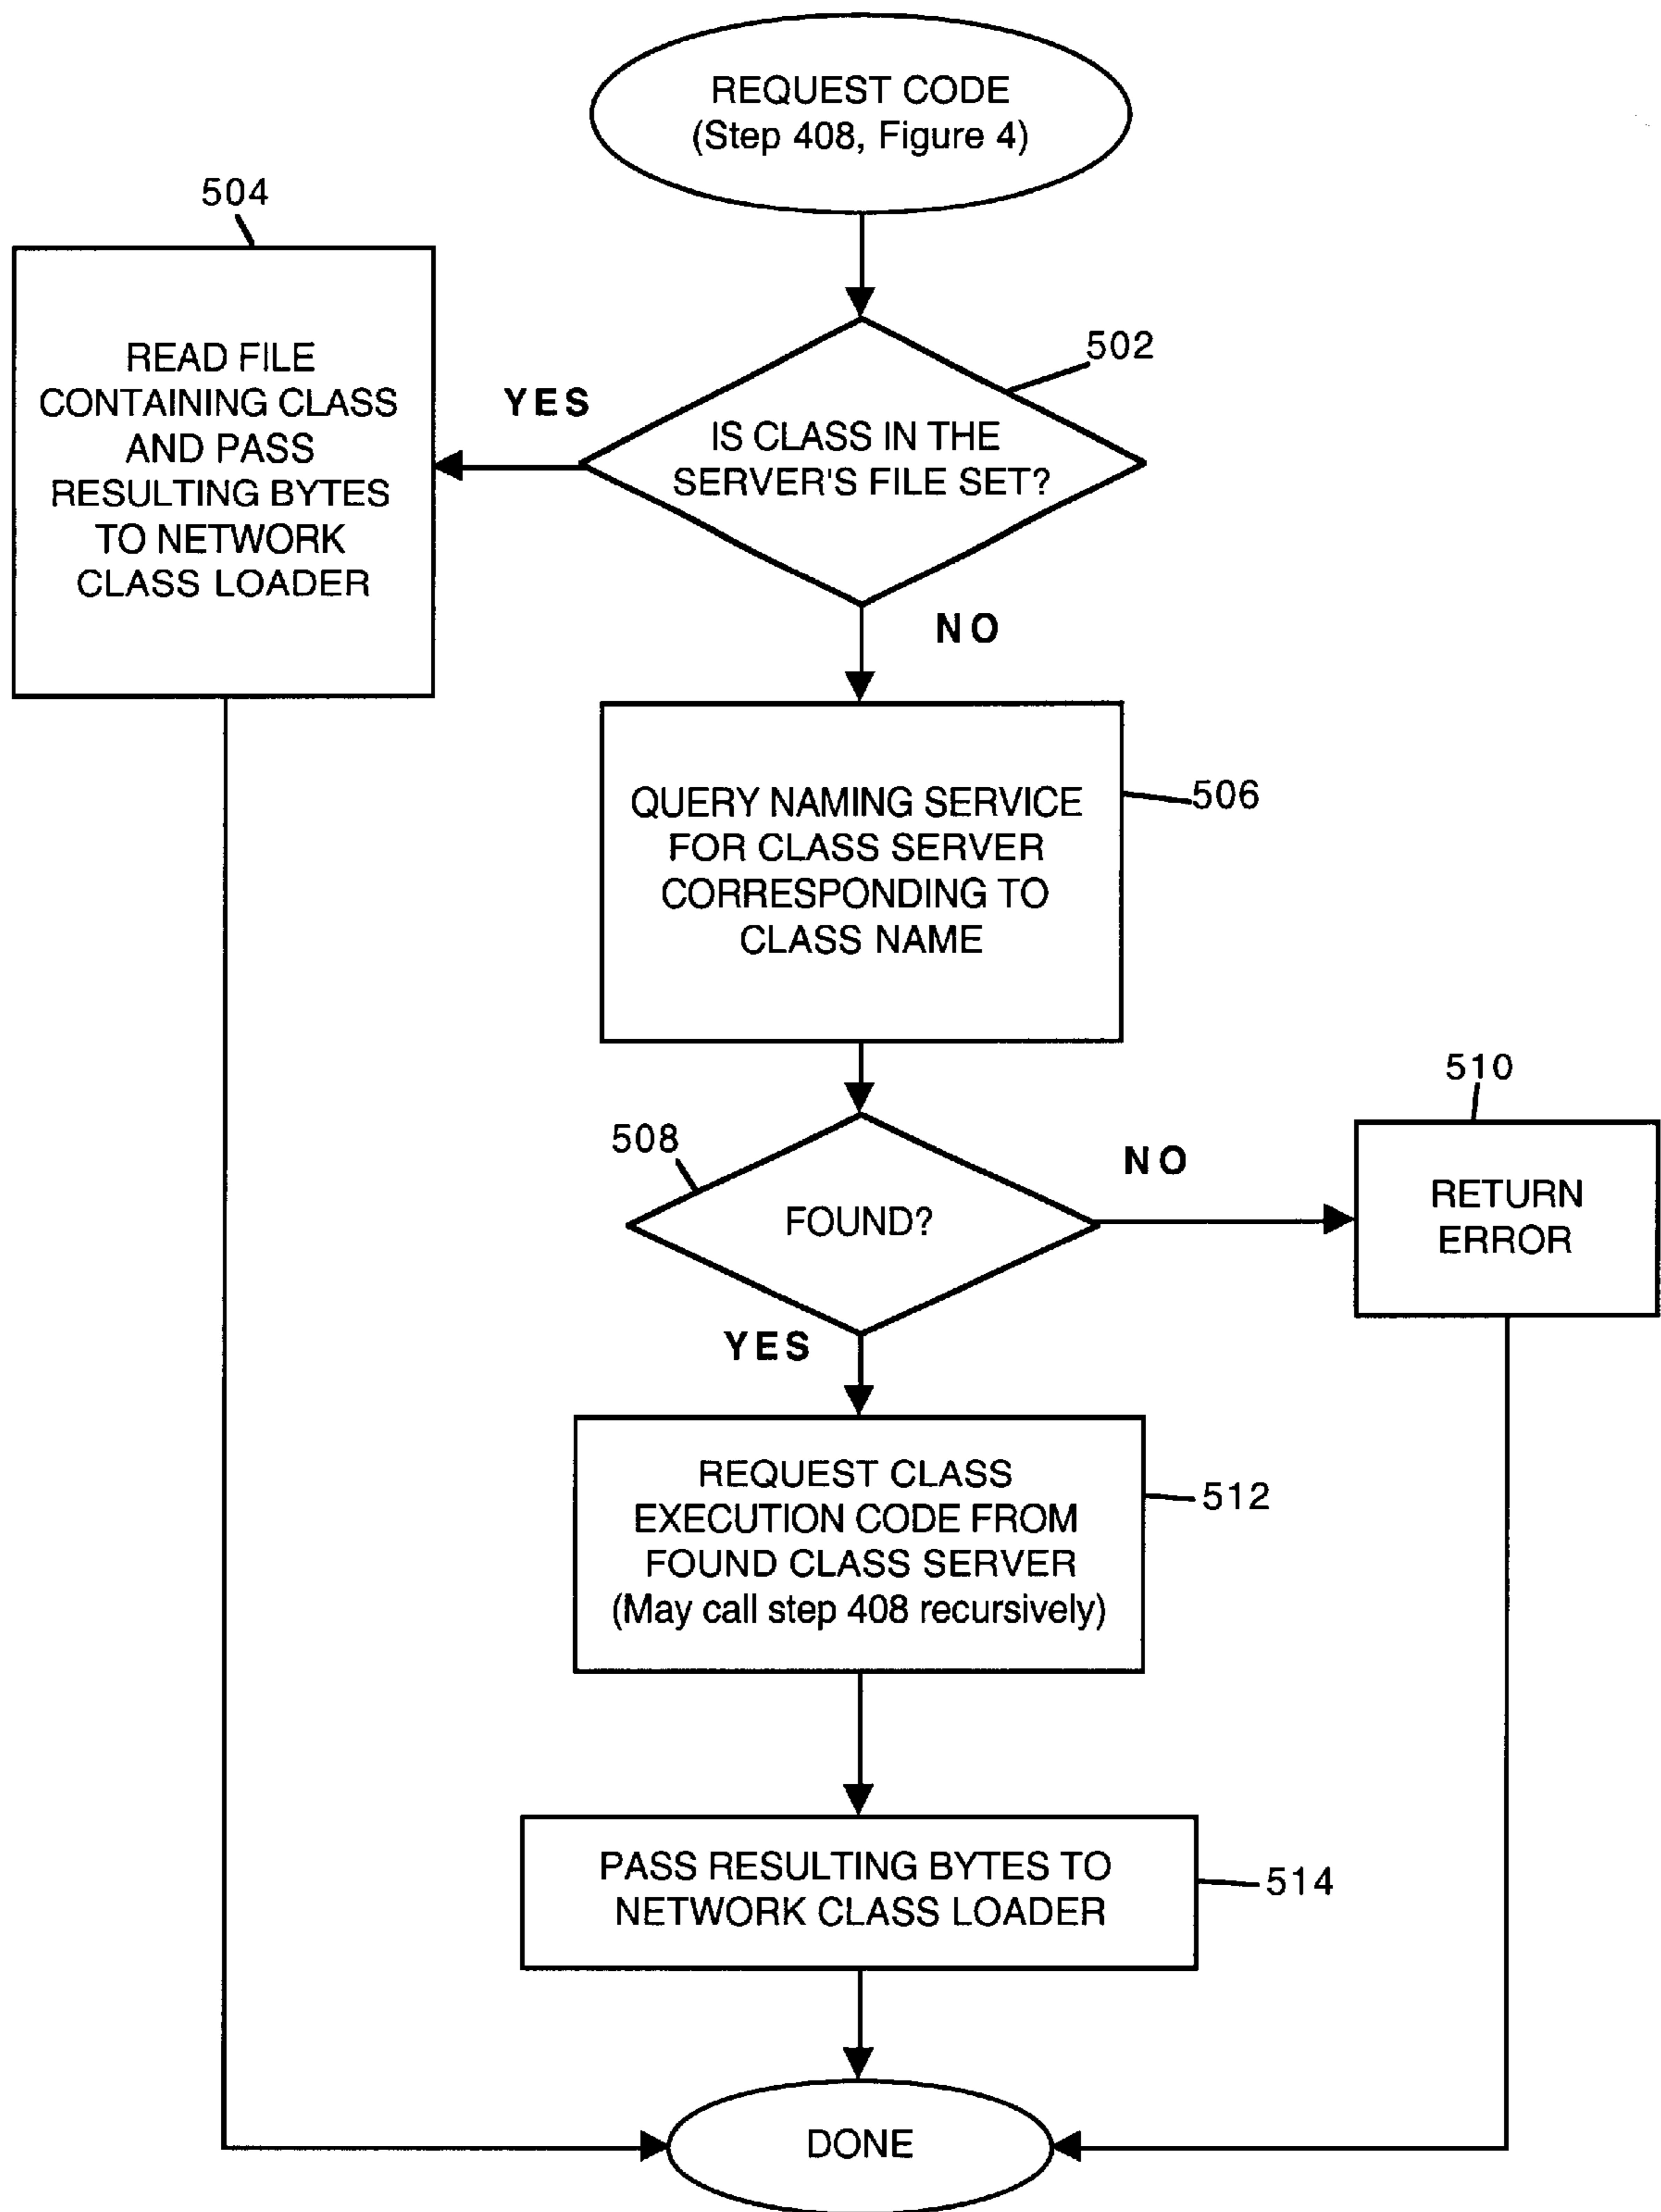 REQUEST CODE
(Step 408, Figure 4)
504
READ FILE
CONTAINING CLASS
AND PASS
RESULTING BYTES
TO NETWORK
CLASS LOADER
YES
502
IS CLASS IN THE
SERVER'S FILE SET?
NO
506
QUERY NAMING SERVICE
FOR CLASS SERVER
CORRESPONDING TO
CLASS NAME
508
FOUND?
NO
510
RETURN
ERROR
YES
512
REQUEST CLASS
EXECUTION CODE FROM
FOUND CLASS SERVER
(May call step 408 recursively)
514
PASS RESULTING BYTES TO
NETWORK CLASS LOADER
DONE